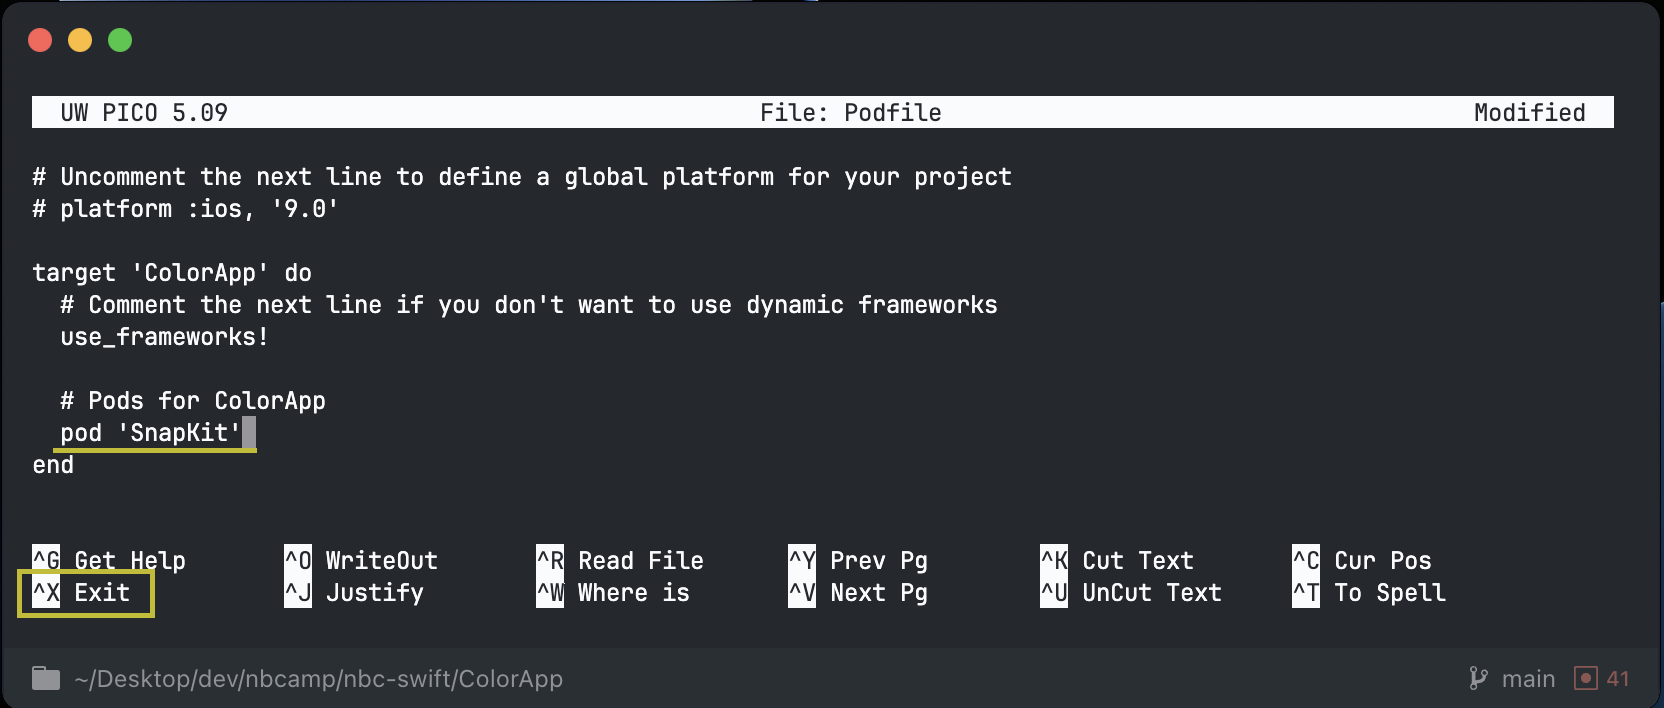 UW PICO 5.09 File: Podfile Modified
# Uncomment the next line to define a global platform for your project
# platform :ios, '9.0'
target 'ColorApp' do
# Comment the next line if you don't want to use dynamic frameworks
use_frameworks!
# Pods for ColorApp
pod 'SnapKit'
end
^G Get Help ^O WriteOut ^R Read File ^Y Prev Pg ^K Cut Text ^C Cur Pos
^X Exit ^J Justify ^W Where is ^V Next Pg ^U UnCut Text ^T To Spell
~/Desktop/dev/nbcamp/nbc-swift/ColorApp main 41